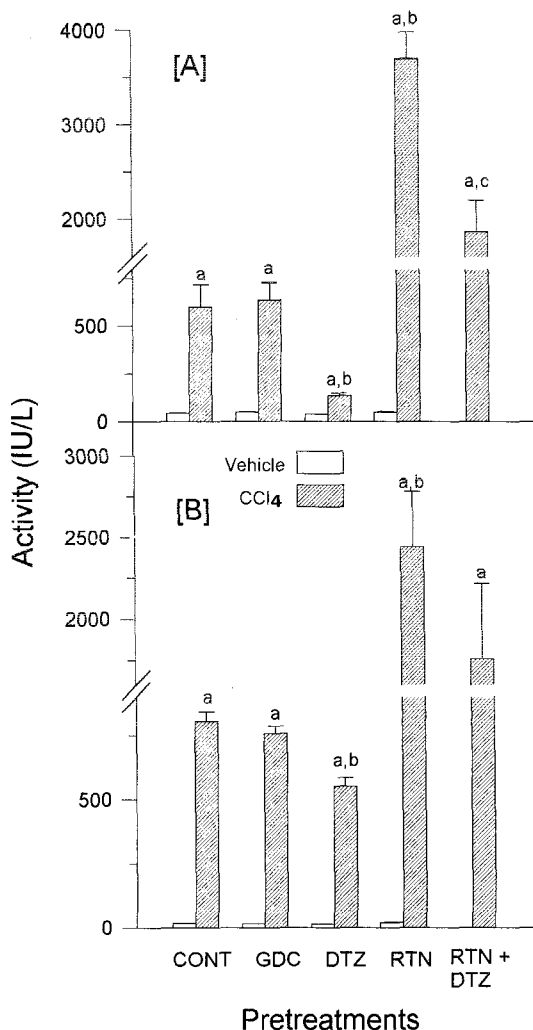 4000
[A]
a,b
3000
a,c
2000
a
a
500
a,b
0
Activity (IU/L)
3000
Vehicle
CCl4
[B]
a,b
2500
a
2000
a
a
a,b
500
0
CONT
GDC
DTZ
RTN
RTN +
DTZ
Pretreatments